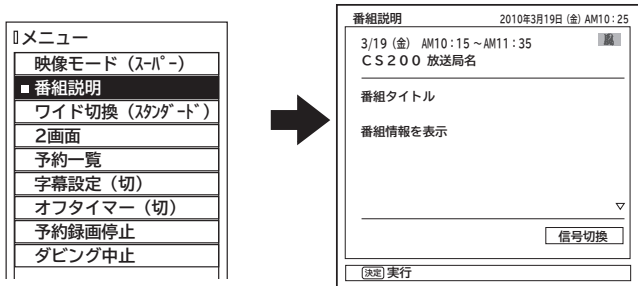 メニュー
映像モード（ｽｰﾊﾟｰ）
番組説明
ワイド切換（ｽﾀﾝﾀﾞｰﾄﾞ）
2画面
予約一覧
字幕設定（切）
オフタイマー（切）
予約録画停止
ダビング中止
番組説明 2010年3月19日（金）AM10：25
3/19（金） AM10：15～AM11：35
ＣＳ２００ 放送局名
番組タイトル
番組情報を表示
▽
信号切換
決定 実行